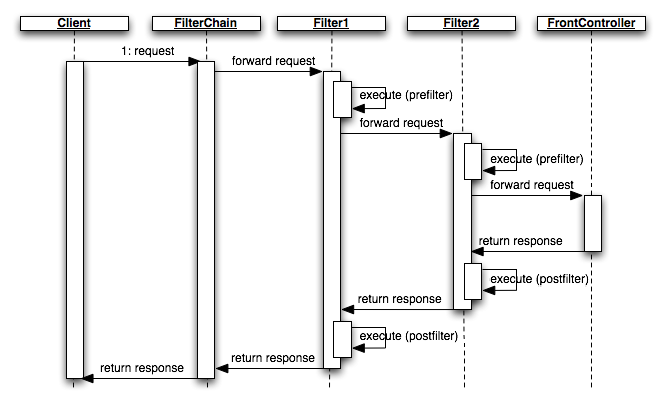 Client
FilterChain
Filter1
Filter2
FrontController
1: request
forward request
execute (prefilter)
forward request
execute (prefilter)
forward request
return response
execute (postfilter)
return response
execute (postfilter)
return response
return response